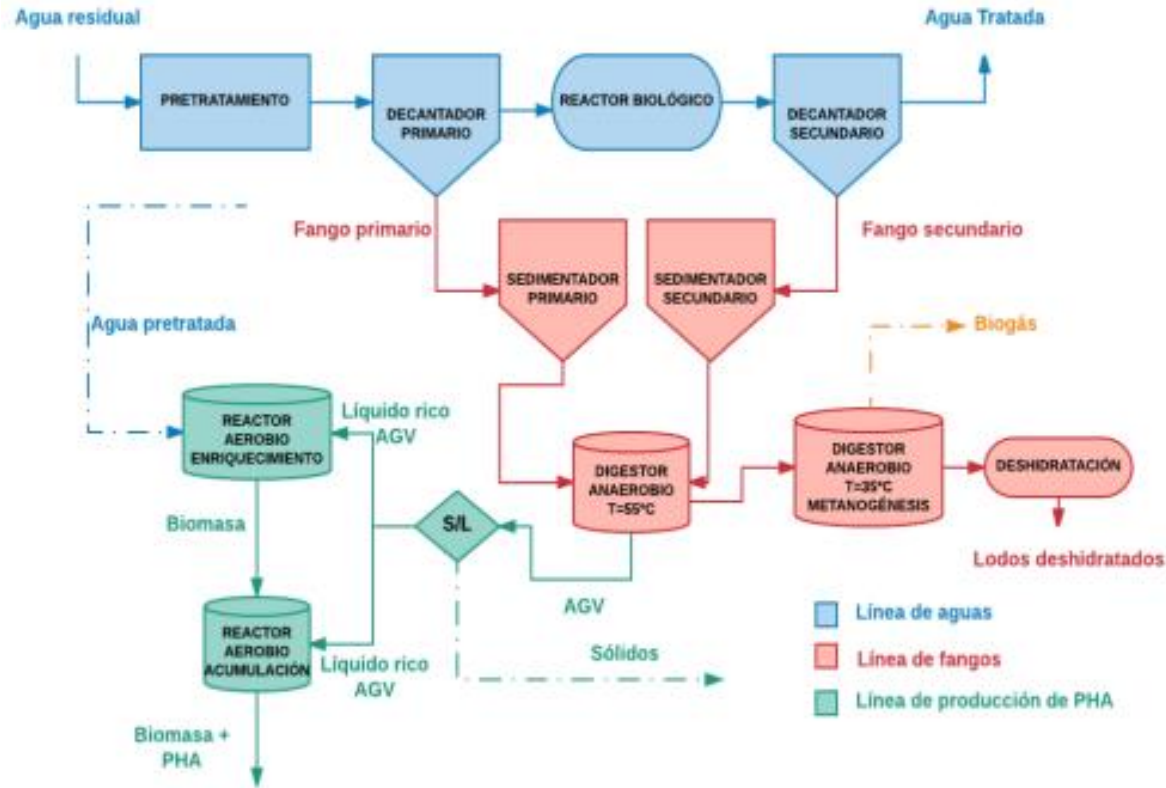 Agua residual
Agua Tratada
PRETRATAMIENTO
DECANTADOR
PRIMARIO
REACTOR BIOLÓGICO
DECANTADOR
SECUNDARIO
Fango primario
Fango secundario
SEDIMENTADOR
PRIMARIO
SEDIMENTADOR
SECUNDARIO
Agua pretratada
Biogás
REACTOR
AEROBIO
ENRIQUECIMIENTO
Líquido rico
AGV
DIGESTOR
ANAEROBIO
T=55ºC
DIGESTOR
ANAEROBIO
T=35ºC
METANOGÉNESIS
DESHIDRATACIÓN
Biomasa
S/L
Lodos deshidratados
AGV
REACTOR
AEROBIO
ACUMULACIÓN
Líquido rico
AGV
Sólidos
Línea de aguas
Línea de fangos
Línea de producción de PHA
Biomasa +
PHA